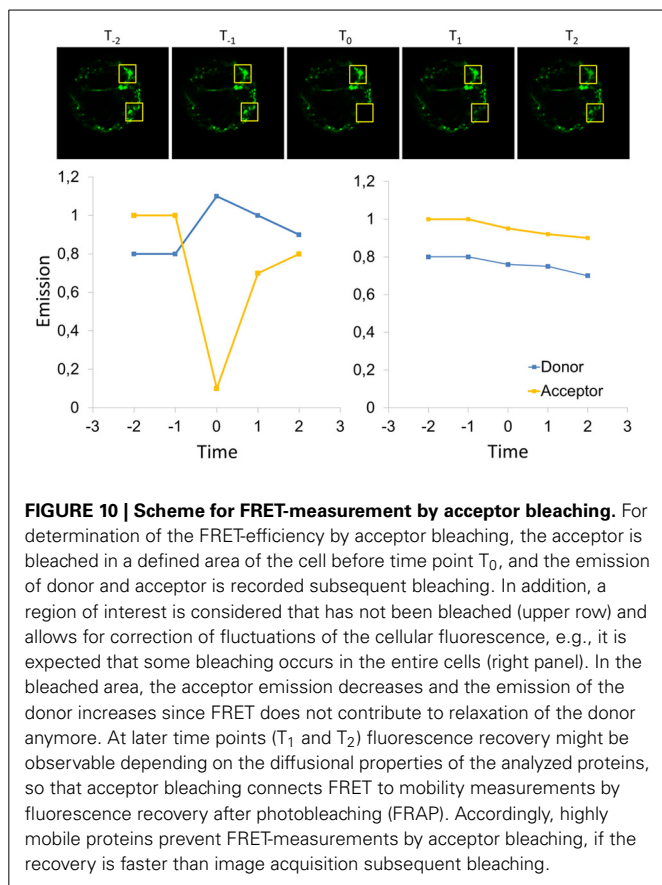 T-2 T-1 T0 T1 T2
1,2
1
0,8
0,6
0,4
0,2
0
-3 -2 -1 0 1 2 3
Emission
Time
1,2
1
0,8
0,6
0,4
0,2
0
-3 -2 -1 0 1 2 3
Time
Donor
Acceptor
FIGURE 10 | Scheme for FRET-measurement by acceptor bleaching. For
determination of the FRET-efficiency by acceptor bleaching, the acceptor is
bleached in a defined area of the cell before time point T0, and the emission
of donor and acceptor is recorded subsequent bleaching. In addition, a
region of interest is considered that has not been bleached (upper row) and
allows for correction of fluctuations of the cellular fluorescence, e.g., it is
expected that some bleaching occurs in the entire cells (right panel). In the
bleached area, the acceptor emission decreases and the emission of the
donor increases since FRET does not contribute to relaxation of the donor
anymore. At later time points (T1 and T2) fluorescence recovery might be
observable depending on the diffusional properties of the analyzed proteins,
so that acceptor bleaching connects FRET to mobility measurements by
fluorescence recovery after photobleaching (FRAP). Accordingly, highly
mobile proteins prevent FRET-measurements by acceptor bleaching, if the
recovery is faster than image acquisition subsequent bleaching.